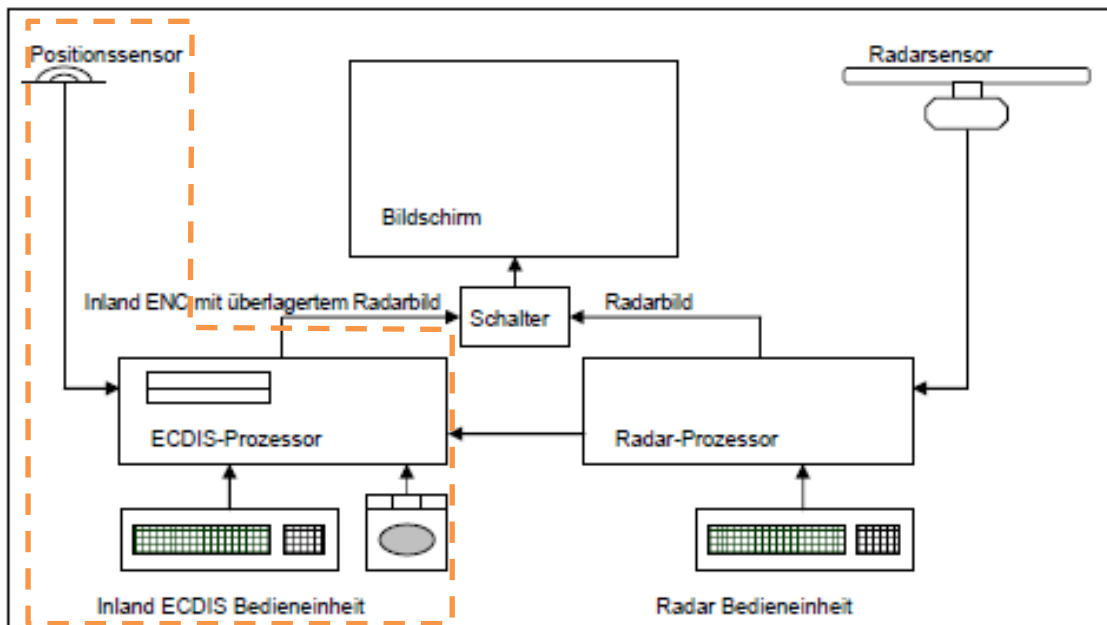 Positionssensor
Radarsensor
Bildschirm
Inland ENC mit überlagertem Radarbild
Schalter
Radarbild
ECDIS-Prozessor
Radar-Prozessor
Inland ECDIS Bedieneinheit
Radar Bedieneinheit